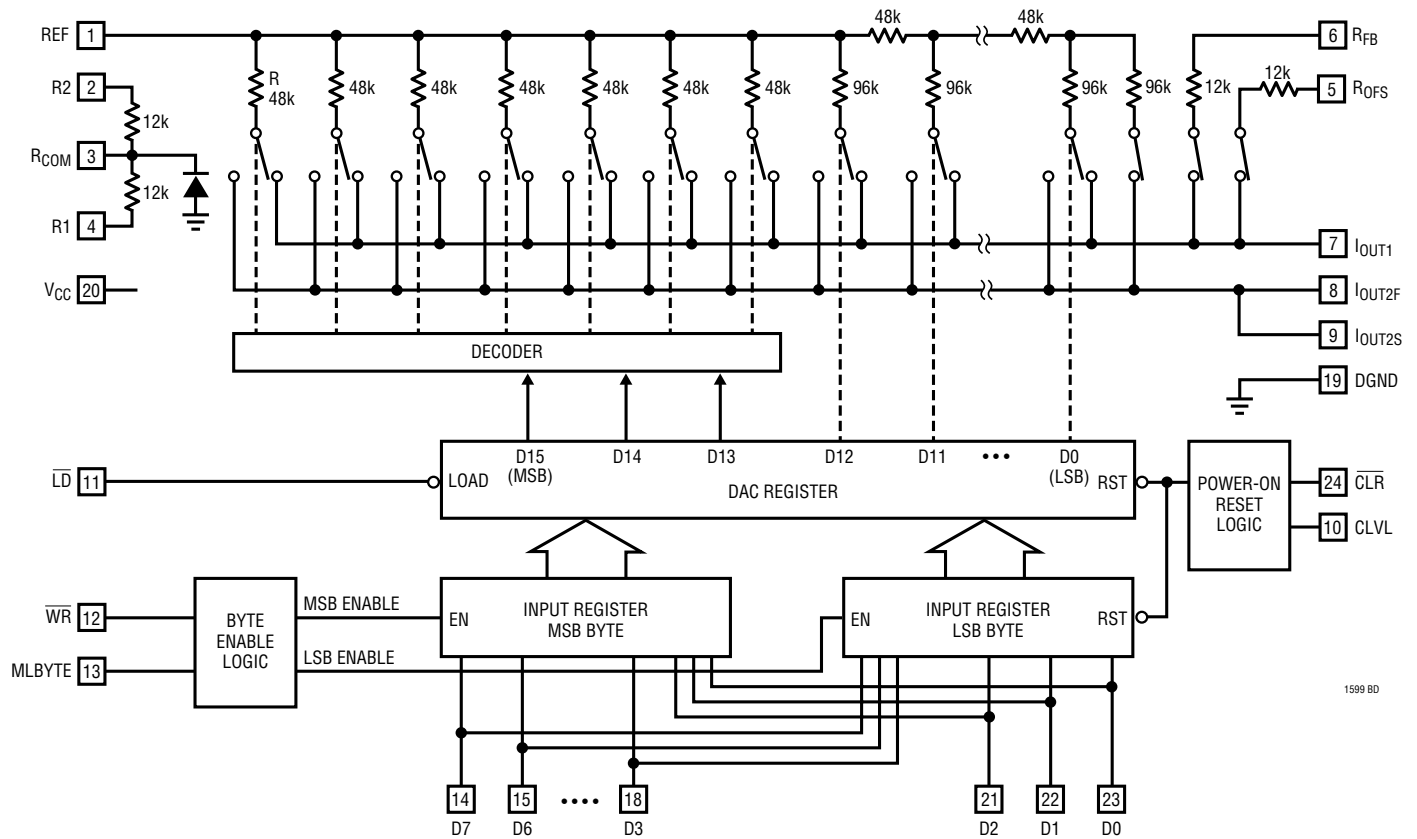 48k 48k
REF 1 6 RFB
R2 2 R 48k 48k 48k 48k 48k 48k 48k 96k 96k 96k 96k 12k 12k 5 ROFS
12k
RCOM 3
12k
R1 4
7 IOUT1
VCC 20 8 IOUT2F
9 IOUT2S
DECODER
19 DGND
D15 (MSB) D14 D13 D12 D11 ••• D0 (LSB)
LD 11 LOAD DAC REGISTER RST
POWER-ON
RESET
LOGIC
24 CLR
10 CLVL
WR 12
MLBYTE 13
BYTE
ENABLE
LOGIC
MSB ENABLE
LSB ENABLE
EN INPUT REGISTER
MSB BYTE
EN INPUT REGISTER
LSB BYTE
RST
1599 BD
14 15 •••• 18 21 22 23
D7 D6 D3 D2 D1 D0